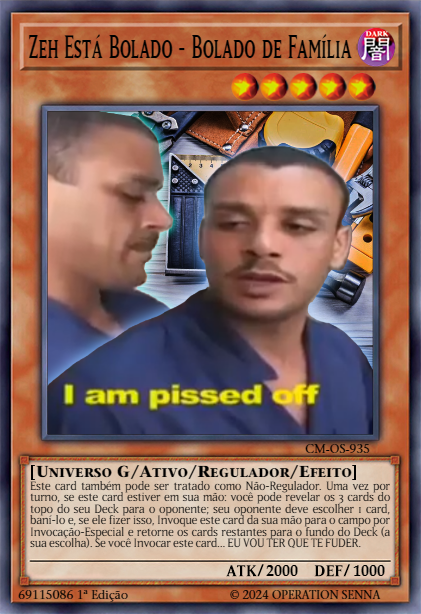 Zeh Está Bolado - Bolado de Família
DARK
闇
1 2 3 4
I am pissed off
CM-OS-935
[Universo G/Ativo/Regulador/Efeito]
Este card também pode ser tratado como Não-Regulador. Uma vez por
turno, se este card estiver em sua mão: você pode revelar os 3 cards do
topo do seu Deck para o oponente; seu oponente deve escolher 1 card,
baní-lo e, se ele fizer isso, Invoque este card da sua mão para o campo por
Invocação-Especial e retorne os cards restantes para o fundo do Deck (a
sua escolha). Se você Invocar este card... EU VOU TER QUE TE FUDER.
ATK/2000 DEF/1000
69115086 1ª Edição
©2024 OPERATION SENNA